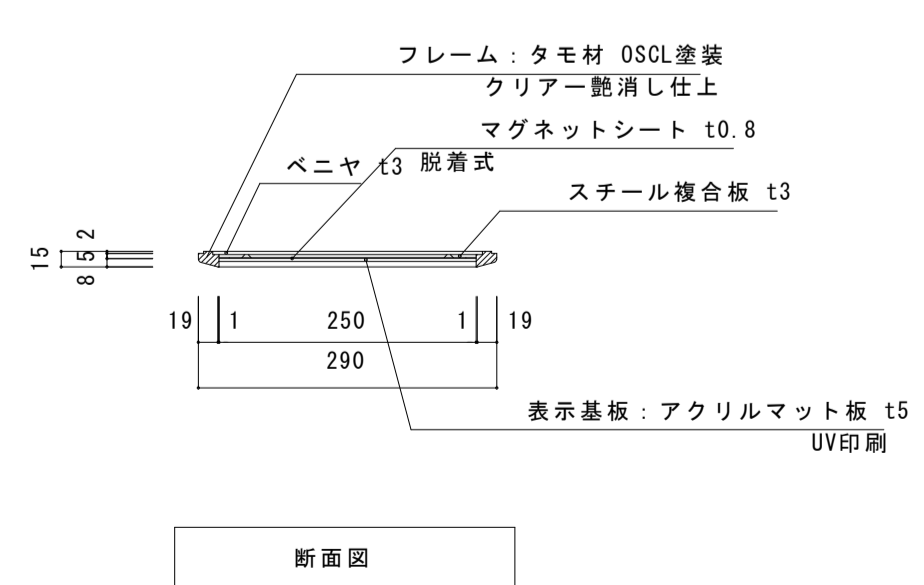 フレーム：タモ材 OSCL塗装
クリアー艶消し仕上
マグネットシート t0.8
ベニヤ t3
脱着式
スチール複合板 t3
15
2
5
8
19
1
250
1
19
290
表示基板：アクリルマット板 t5
UV印刷
断面図